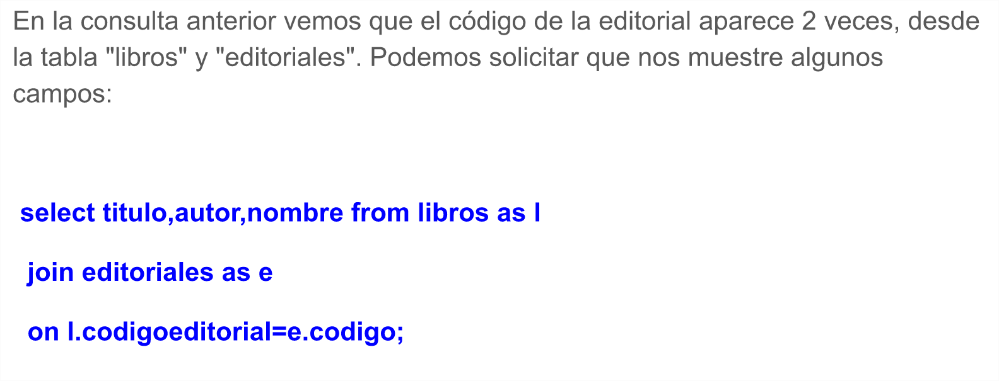 En la consulta anterior vemos que el código de la editorial aparece 2 veces, desde
la tabla "libros" y "editoriales". Podemos solicitar que nos muestre algunos
campos:
select titulo,autor,nombre from libros as l
join editoriales as e
on l.codigoeditorial=e.codigo;